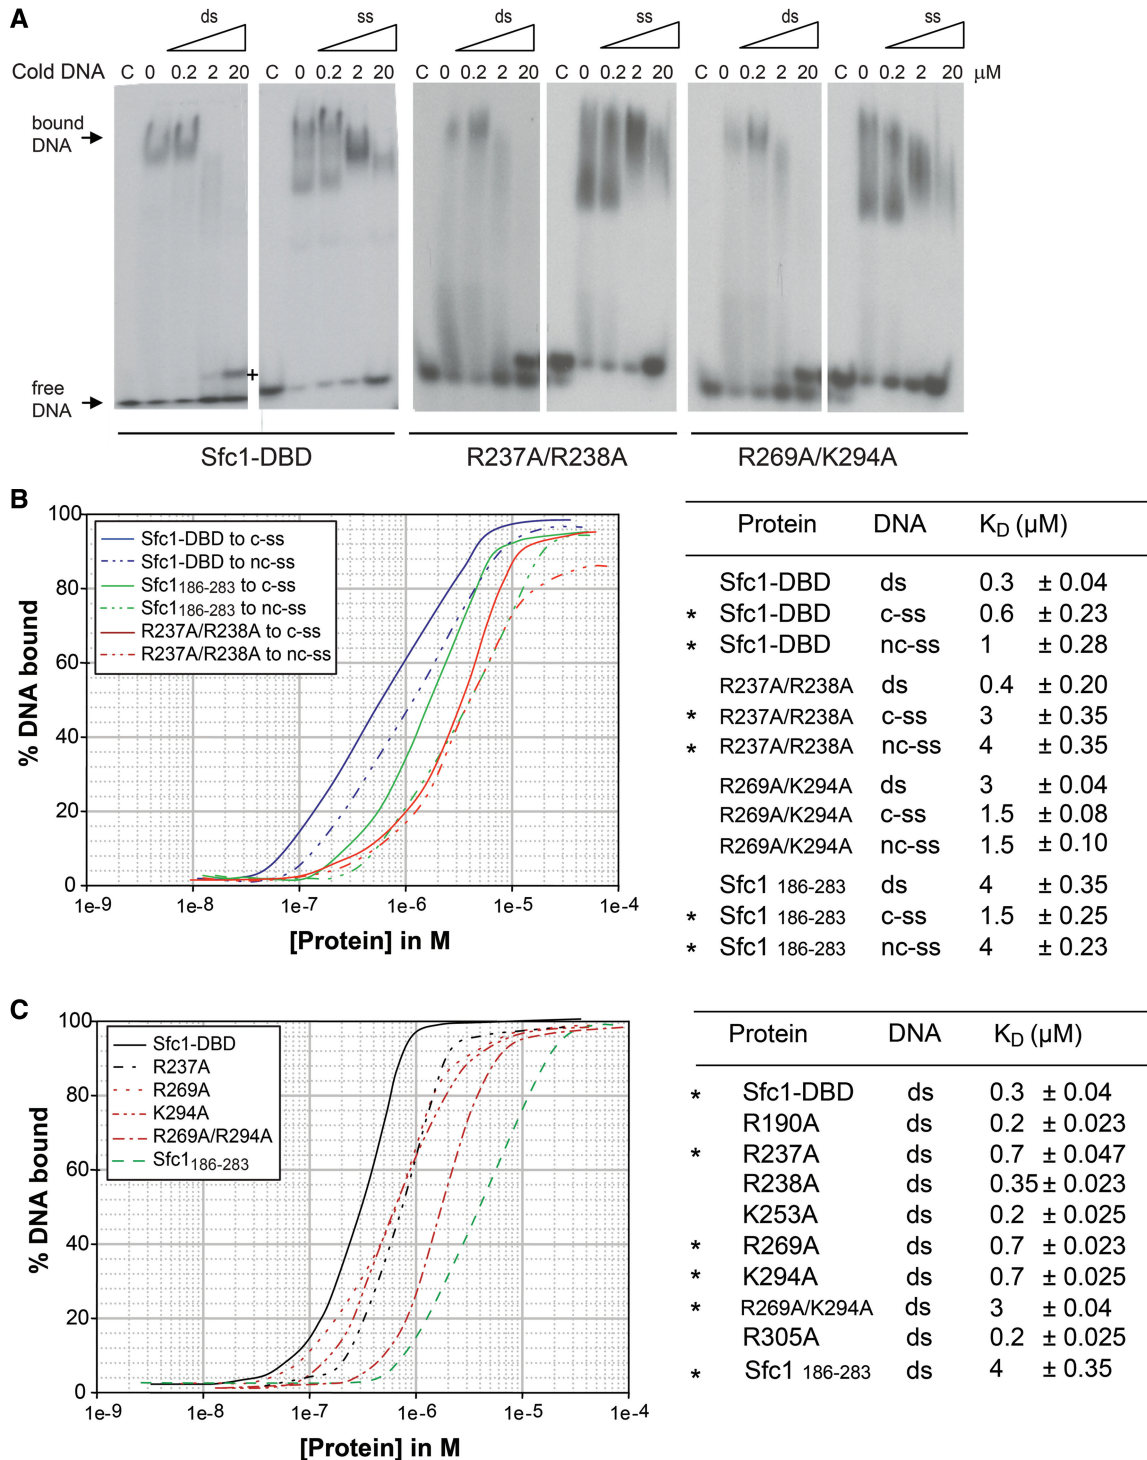 A
ds ss ds ss ds ss
Cold DNA C 0 0.2 2 20 C 0 0.2 2 20 C 0 0.2 2 20 C 0 0.2 2 20 C 0 0.2 2 20 C 0 0.2 2 20 μM
bound
DNA
+
free
DNA
Sfc1-DBD R237A/R238A R269A/K294A
B
Sfc1-DBD to c-ss
Sfc1-DBD to nc-ss
Sfc1 186-283 to c-ss
Sfc1 186-283 to nc-ss
R237A/R238A to c-ss
R237A/R238A to nc-ss
% DNA bound
100
80
60
40
20
0
1e-9 1e-8 1e-7 1e-6 1e-5 1e-4
[Protein] in M
Protein DNA KD (μM)
Sfc1-DBD ds 0.3 ± 0.04
* Sfc1-DBD c-ss 0.6 ± 0.23
* Sfc1-DBD nc-ss 1 ± 0.28
R237A/R238A ds 0.4 ± 0.20
* R237A/R238A c-ss 3 ± 0.35
* R237A/R238A nc-ss 4 ± 0.35
R269A/K294A ds 3 ± 0.04
R269A/K294A c-ss 1.5 ± 0.08
R269A/K294A nc-ss 1.5 ± 0.10
Sfc1 186-283 ds 4 ± 0.35
* Sfc1 186-283 c-ss 1.5 ± 0.25
* Sfc1 186-283 nc-ss 4 ± 0.23
C
Sfc1-DBD
R237A
R269A
K294A
R269A/R294A
Sfc1 186-283
% DNA bound
100
80
60
40
20
0
1e-9 1e-8 1e-7 1e-6 1e-5 1e-4
[Protein] in M
Protein DNA KD (μM)
* Sfc1-DBD ds 0.3 ± 0.04
R190A ds 0.2 ± 0.023
* R237A ds 0.7 ± 0.047
R238A ds 0.35 ± 0.023
K253A ds 0.2 ± 0.025
* R269A ds 0.7 ± 0.023
* K294A ds 0.7 ± 0.025
* R269A/K294A ds 3 ± 0.04
R305A ds 0.2 ± 0.025
* Sfc1 186-283 ds 4 ± 0.35